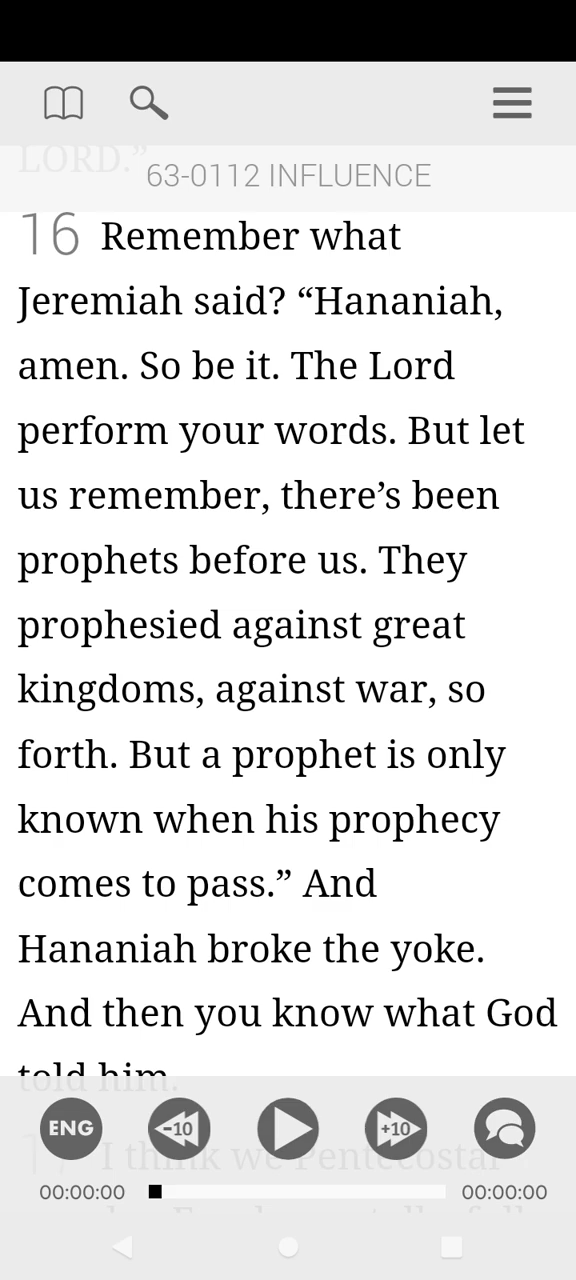 LORD.”
63-0112 INFLUENCE
16 Remember what
Jeremiah said? “Hananiah,
amen. So be it. The Lord
perform your words. But let
us remember, there’s been
prophets before us. They
prophesied against great
kingdoms, against war, so
forth. But a prophet is only
known when his prophecy
comes to pass.” And
Hananiah broke the yoke.
And then you know what God
told him.
ENG
-10
+10
I think we Pentecostal
00:00:00
00:00:00